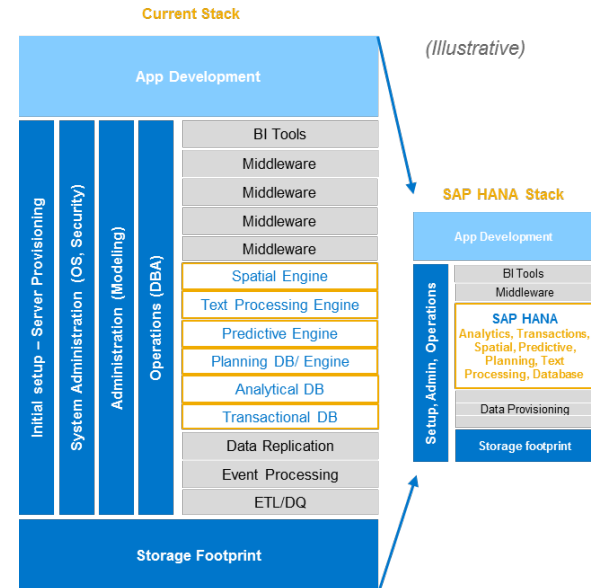 Current Stack
(Illustrative)
App Development
Initial setup – Server Provisioning
System Administration (OS, Security)
Administration (Modeling)
Operations (DBA)
BI Tools
Middleware
Middleware
Middleware
Middleware
Spatial Engine
Text Processing Engine
Predictive Engine
Planning DB/ Engine
Analytical DB
Transactional DB
Data Replication
Event Processing
ETL/DQ
Storage Footprint
SAP HANA Stack
App Development
Setup, Admin, Operations
BI Tools
Middleware
SAP HANA
Analytics, Transactions,
Spatial, Predictive,
Planning, Text
Processing, Database
Data Provisioning
Storage footprint